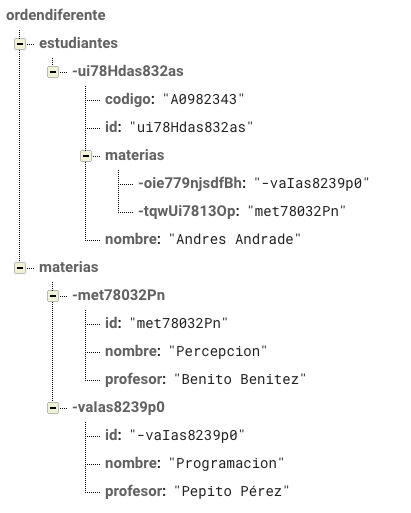 ordendiferente
estudiantes
-ui78Hdas832as
codigo: "A0982343"
id: "ui78Hdas832as"
materias
-oie779njsdfBh: "-vaIas8239p0"
-tqwUi7813Op: "met78032Pn"
nombre: "Andres Andrade"
materias
-met78032Pn
id: "met78032Pn"
nombre: "Percepcion"
profesor: "Benito Benitez"
-vaIas8239p0
id: "-vaIas8239p0"
nombre: "Programacion"
profesor: "Pepito Pérez"